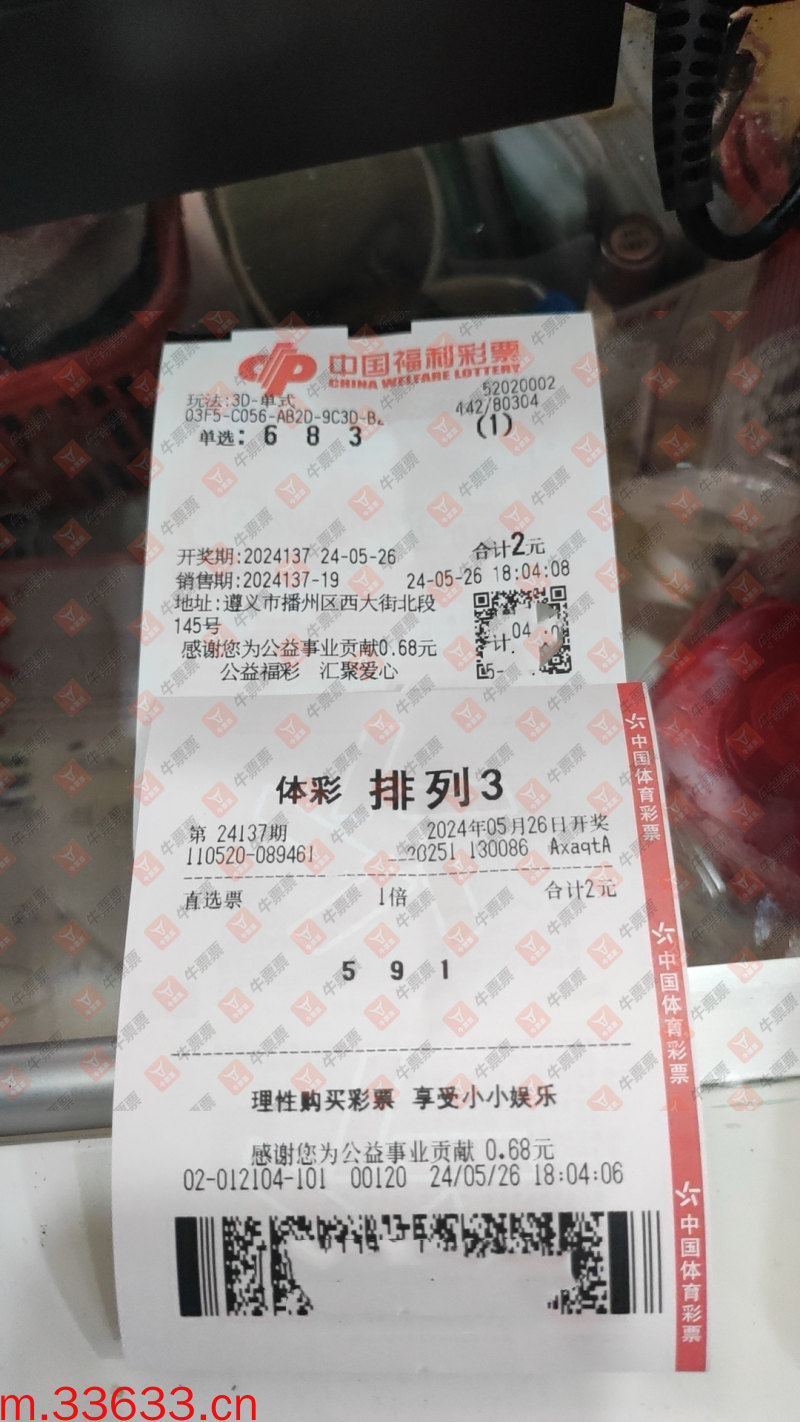 中国福利彩票
CHINA WELFARE LOTTERY
玩法:3D-单式 52020002
03F5-C056-AB2D-9C3D-B 442/80304
单选: 6 8 3 (1)
开奖期:2024137 24-05-26 合计2元
销售期:2024137-19 24-05-26 18:04:08
地址:遵义市播州区西大街北段
145号
感谢您为公益事业贡献0.68元
公益福彩 汇聚爱心
体彩 排列3
第 24137期 2024年05月26日开奖
110520-089461 20251 130086 AxaqtA
直选票 1倍 合计2元
5 9 1
理性购买彩票 享受小小娱乐
感谢您为公益事业贡献 0.68元
02-012104-101 00120 24/05/26 18:04:06
中国体育彩票
中国体育彩票
中国体育彩票
牛票票
m.33633.cn